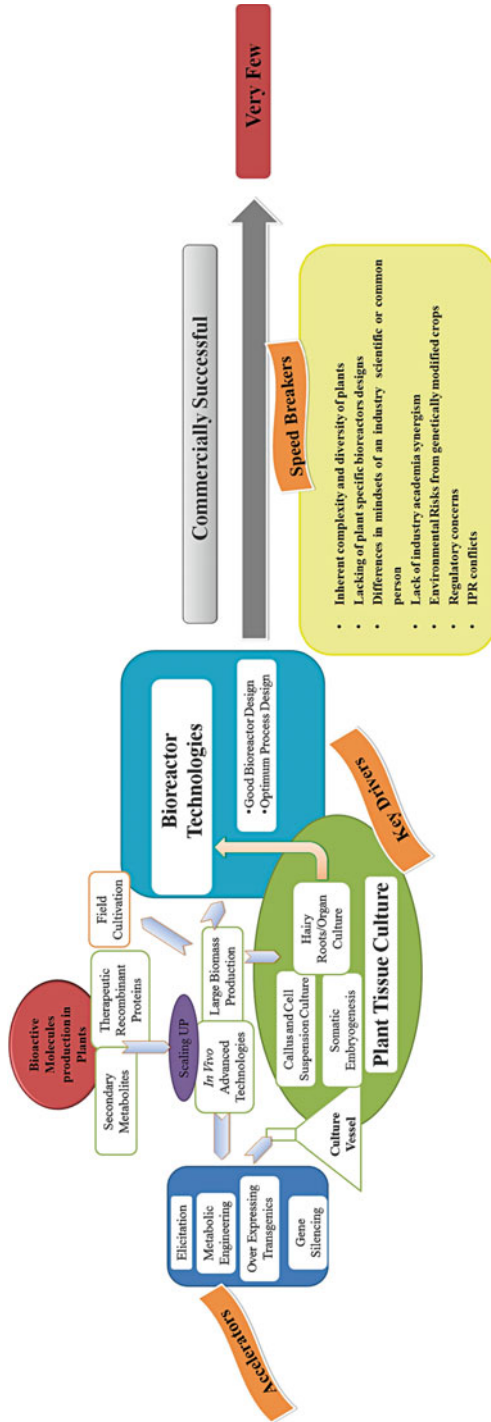 Bioactive
Molecules
production in
Plants
Secondary
Metabolites
Therapeutic
Recombinant
Proteins
Field
Cultivation
Scaling UP
In Vivo
Advanced
Technologies
Large Biomass
Production
Accelerators
Elicitation
Metabolic
Engineering
Over Expressing
Transgenics
Gene
Silencing
Culture
Vessel
Callus and Cell
Suspension Culture
Somatic
Embryogenesis
Hairy
Roots/Organ
Culture
Plant Tissue Culture
Key Drivers
Bioreactor
Technologies
•Good Bioreactor Design
•Optimum Process Design
Commercially Successful
Very Few
Speed Breakers
• Inherent complexity and diversity of plants
• Lacking of plant specific bioreactors designs
• Differences in mindsets of an industry scientific or common
person
• Lack of industry academia synergism
• Environmental Risks from genetically modified crops
• Regulatory concerns
• IPR conflicts